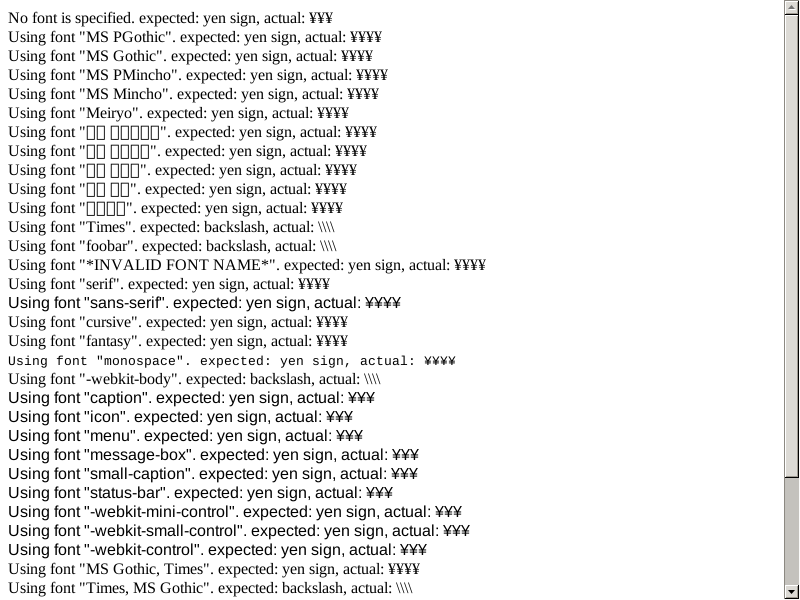 No font is specified. expected: yen sign, actual: ¥¥¥
Using font "MS PGothic". expected: yen sign, actual: ¥¥¥¥
Using font "MS Gothic". expected: yen sign, actual: ¥¥¥¥
Using font "MS PMincho". expected: yen sign, actual: ¥¥¥¥
Using font "MS Mincho". expected: yen sign, actual: ¥¥¥¥
Using font "Meiryo". expected: yen sign, actual: ¥¥¥¥
Using font "□□ □□□□□". expected: yen sign, actual: ¥¥¥¥
Using font "□□ □□□□". expected: yen sign, actual: ¥¥¥¥
Using font "□□ □□□". expected: yen sign, actual: ¥¥¥¥
Using font "□□ □□". expected: yen sign, actual: ¥¥¥¥
Using font "□□□□". expected: yen sign, actual: ¥¥¥¥
Using font "Times". expected: backslash, actual: \\\\
Using font "foobar". expected: backslash, actual: \\\\
Using font "*INVALID FONT NAME*". expected: yen sign, actual: ¥¥¥¥
Using font "serif". expected: yen sign, actual: ¥¥¥¥
Using font "sans-serif". expected: yen sign, actual: ¥¥¥¥
Using font "cursive". expected: yen sign, actual: ¥¥¥¥
Using font "fantasy". expected: yen sign, actual: ¥¥¥¥
Using font "monospace". expected: yen sign, actual: ¥¥¥¥
Using font "-webkit-body". expected: backslash, actual: \\\\
Using font "caption". expected: yen sign, actual: ¥¥¥
Using font "icon". expected: yen sign, actual: ¥¥¥
Using font "menu". expected: yen sign, actual: ¥¥¥
Using font "message-box". expected: yen sign, actual: ¥¥¥
Using font "small-caption". expected: yen sign, actual: ¥¥¥
Using font "status-bar". expected: yen sign, actual: ¥¥¥
Using font "-webkit-mini-control". expected: yen sign, actual: ¥¥¥
Using font "-webkit-small-control". expected: yen sign, actual: ¥¥¥
Using font "-webkit-control". expected: yen sign, actual: ¥¥¥
Using font "MS Gothic, Times". expected: yen sign, actual: ¥¥¥¥
Using font "Times, MS Gothic". expected: backslash, actual: \\\\